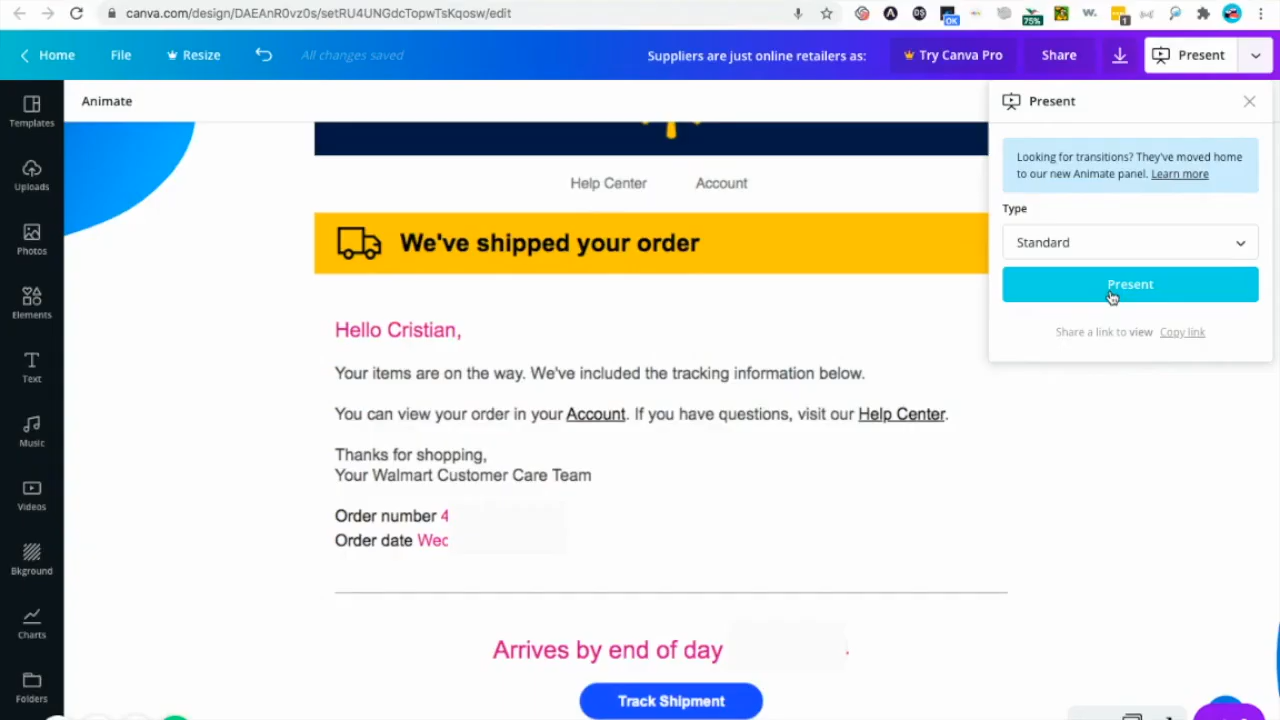 canva.com/design/DAEAnR0vz0s/setRU4UNGdcTopwTsKqosw/edit
OK
75%
W.
1
Home
File
Resize
All changes saved
Suppliers are just online retailers as:
Try Canva Pro
Share
Present
Templates
Uploads
Photos
Elements
Text
Music
Videos
Bkground
Charts
Folders
Animate
Help Center
Account
We've shipped your order
Hello Cristian,
Your items are on the way. We've included the tracking information below.
You can view your order in your Account. If you have questions, visit our Help Center.
Thanks for shopping,
Your Walmart Customer Care Team
Order number 4
Order date Wec
Arrives by end of day
Track Shipment
Present
Looking for transitions? They've moved home
to our new Animate panel. Learn more
Type
Standard
Present
Share a link to view Copy link